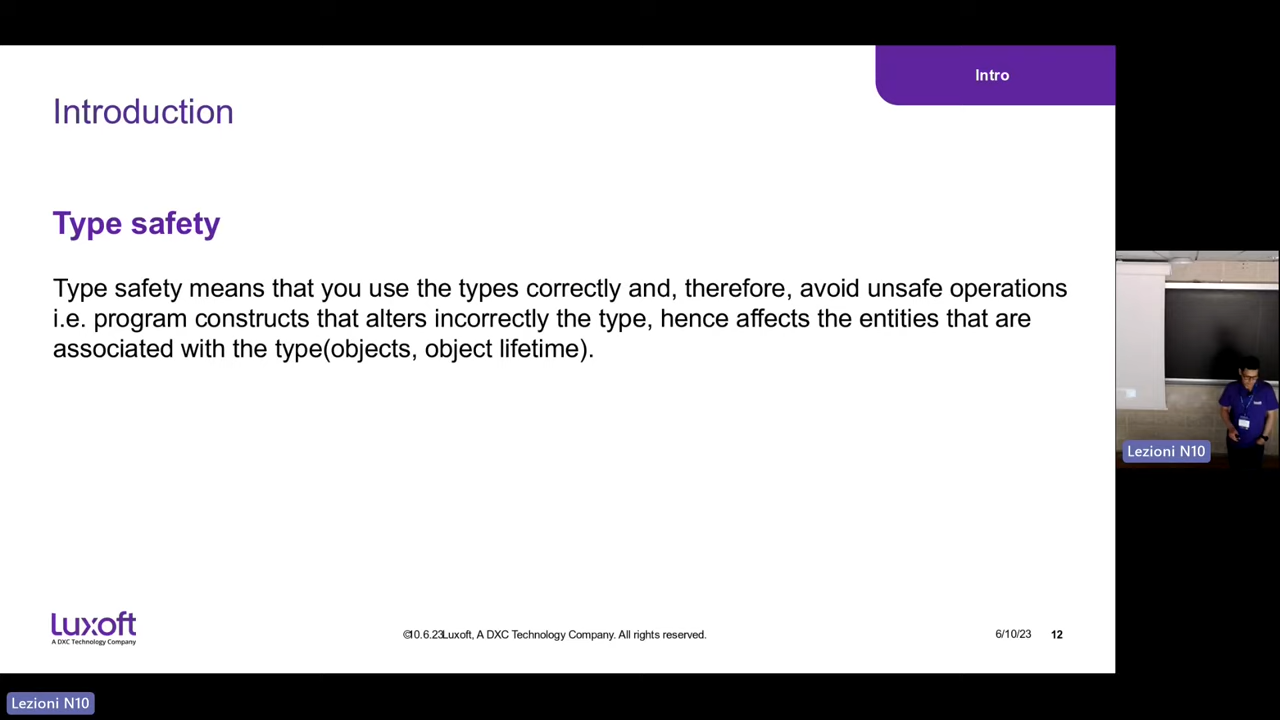 Intro
Introduction
Type safety
Type safety means that you use the types correctly and, therefore, avoid unsafe operations
i.e. program constructs that alters incorrectly the type, hence affects the entities that are
associated with the type(objects, object lifetime).
Luxoft
A DXC Technology Company
©10.6.23Luxoft, A DXC Technology Company. All rights reserved.
6/10/23 12
Lezioni N10
Lezioni N10